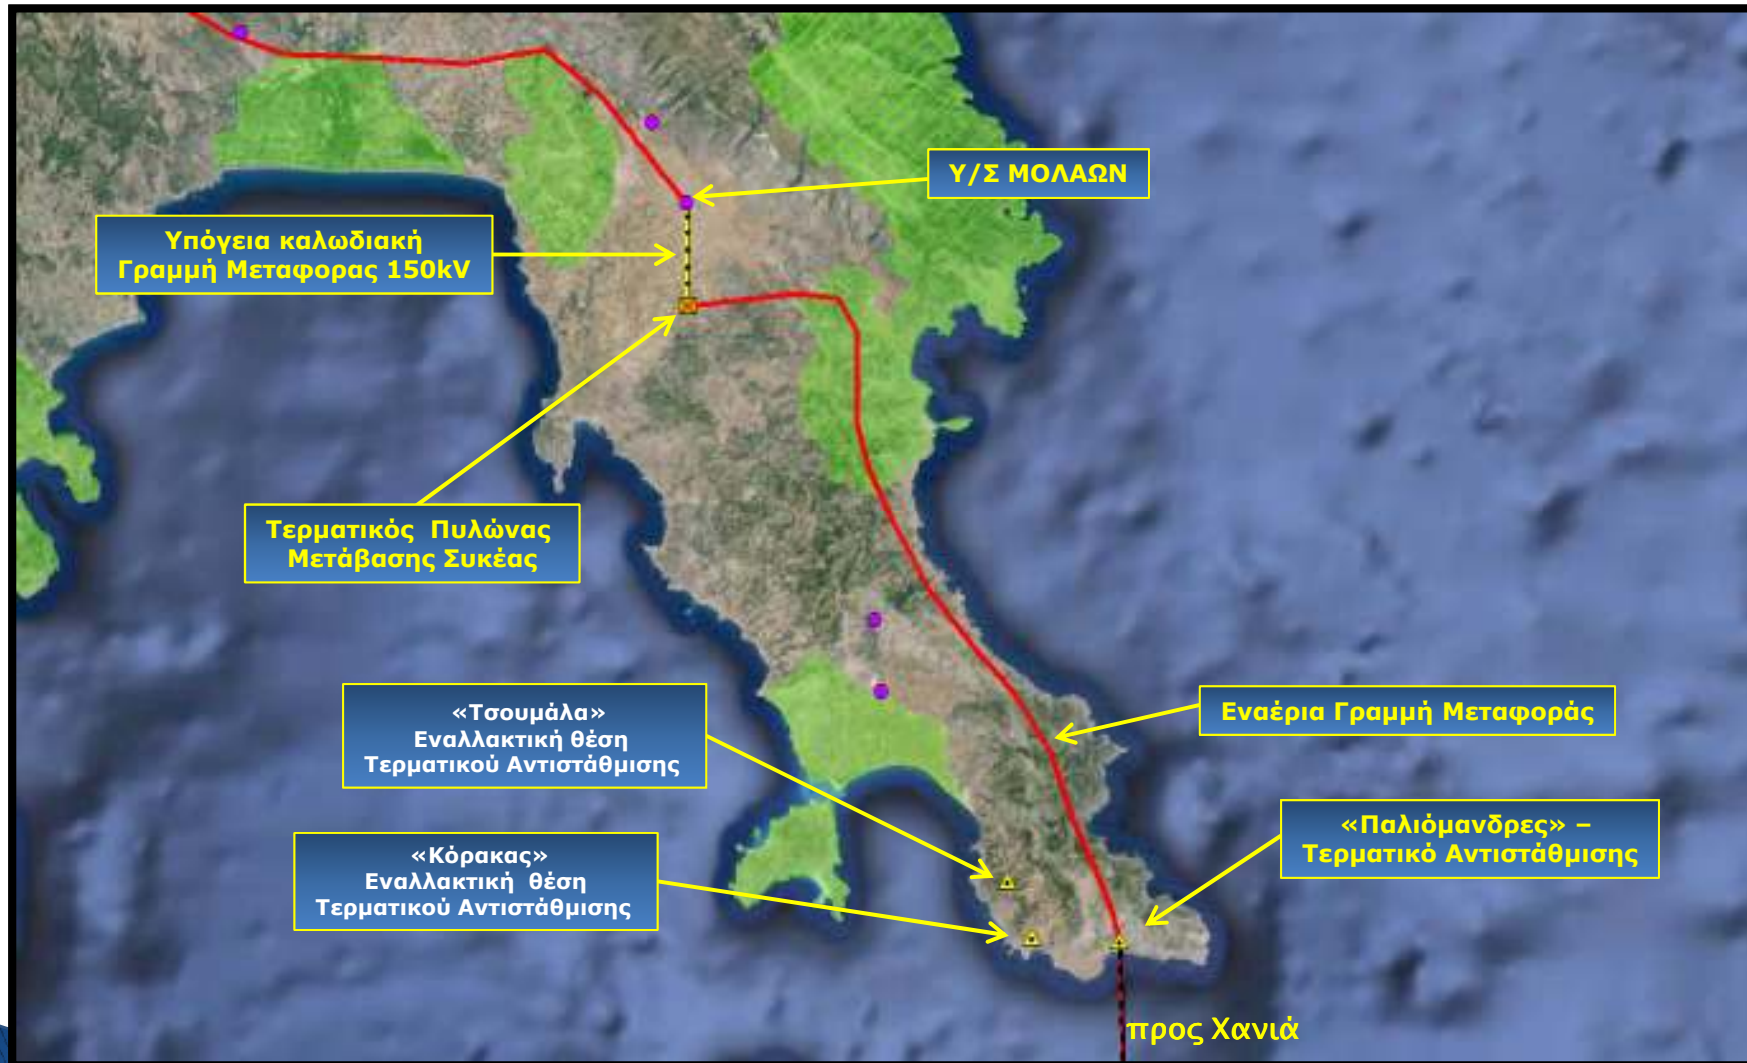 Υ/Σ ΜΟΛΑΩΝ
Υπόγεια καλωδιακή
Γραμμή Μεταφορας 150kV
Τερματικός Πυλώνας
Μετάβασης Συκέας
«Τσουμάλα»
Εναλλακτική θέση
Τερματικού Αντιστάθμισης
Εναέρια Γραμμή Μεταφοράς
«Κόρακας»
Εναλλακτική θέση
Τερματικού Αντιστάθμισης
«Παλιόμανδρες» –
Τερματικό Αντιστάθμισης
προς Χανιά